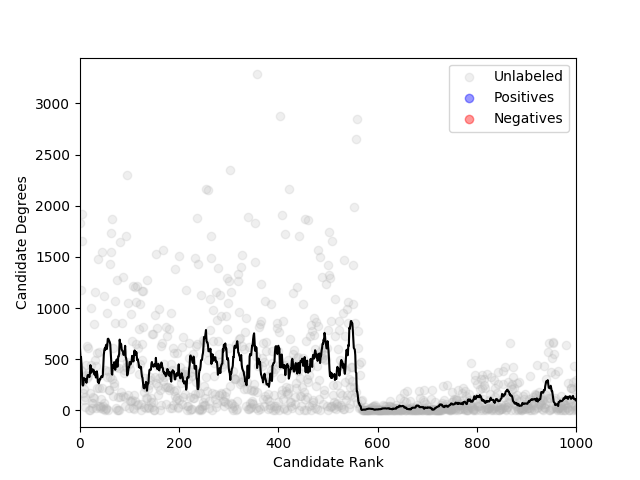 Unlabeled
Positives
Negatives
3000
2500
2000
1500
1000
500
0
Candidate Degrees
0 200 400 600 800 1000
Candidate Rank